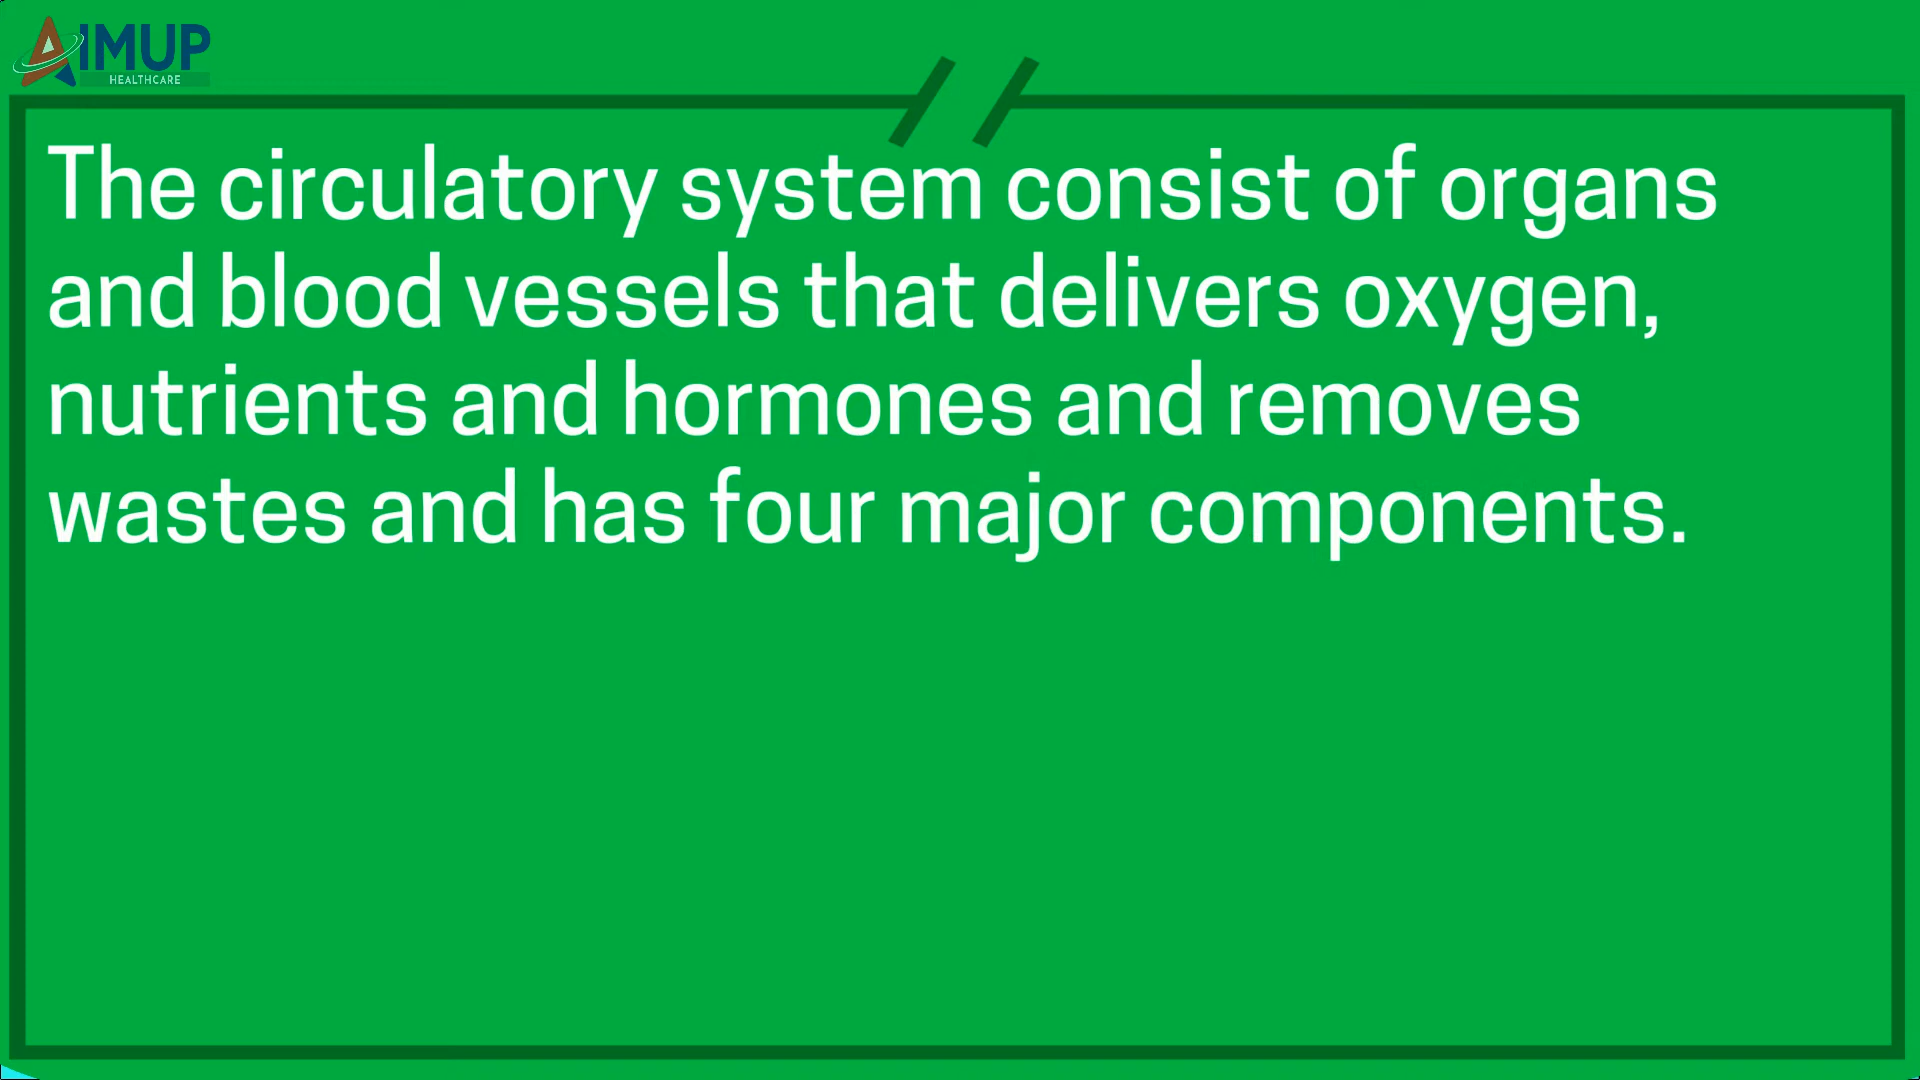 AIMUP
HEALTHCARE
The circulatory system consist of organs
and blood vessels that delivers oxygen,
nutrients and hormones and removes
wastes and has four major components.